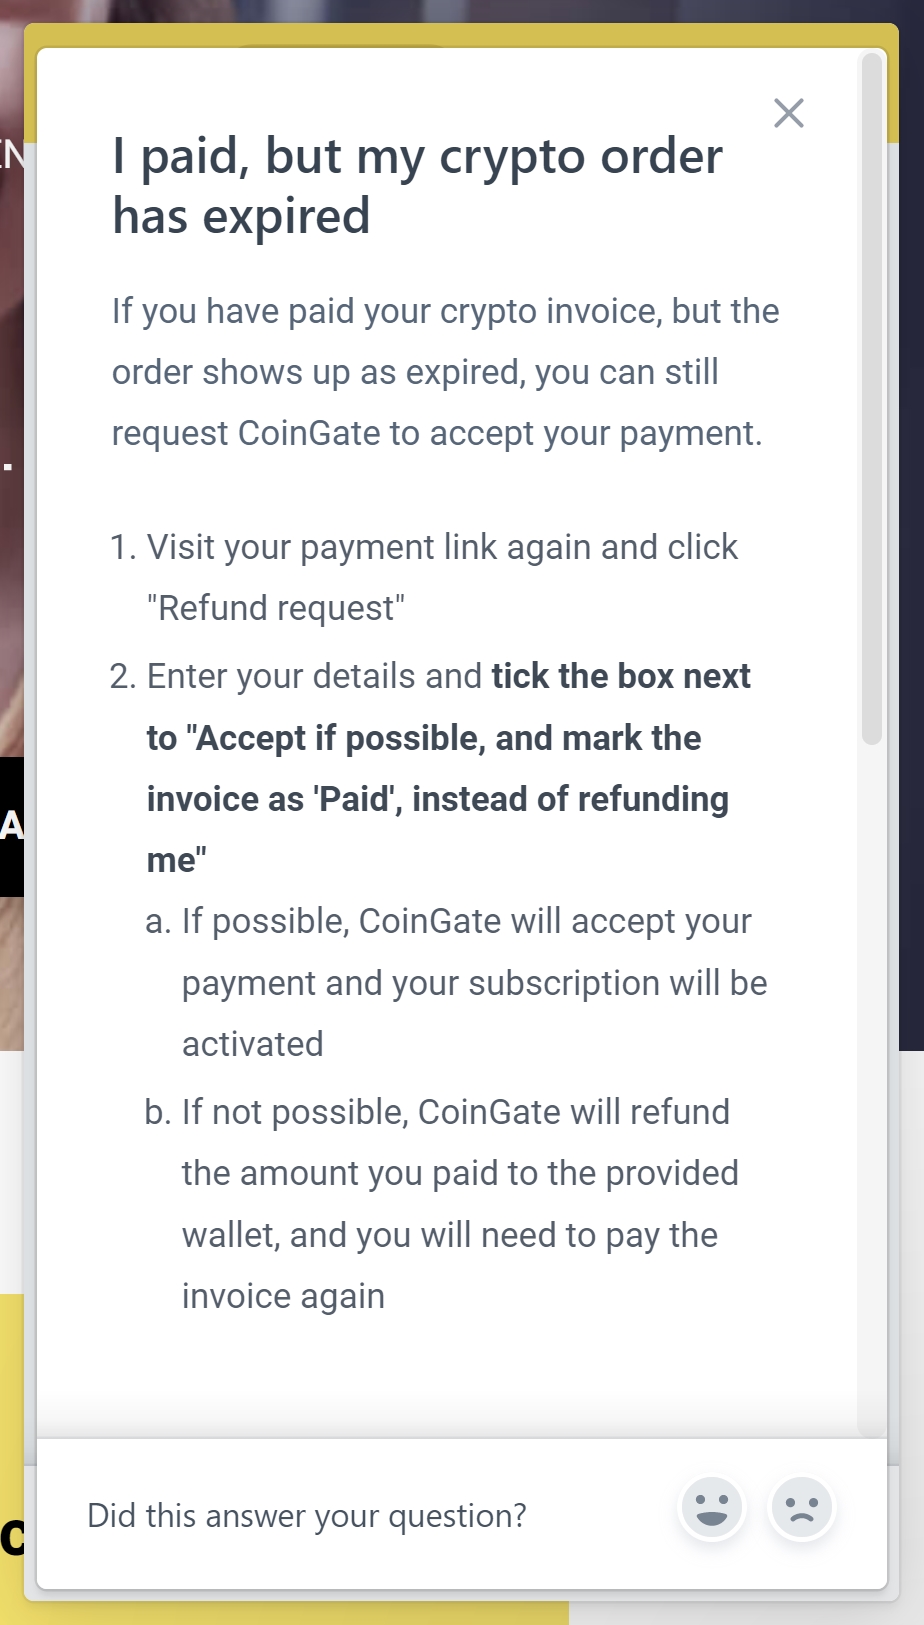 I paid, but my crypto order
has expired
If you have paid your crypto invoice, but the
order shows up as expired, you can still
request CoinGate to accept your payment.
1. Visit your payment link again and click
"Refund request"
2. Enter your details and tick the box next
to "Accept if possible, and mark the
invoice as 'Paid', instead of refunding
me"
a. If possible, CoinGate will accept your
payment and your subscription will be
activated
b. If not possible, CoinGate will refund
the amount you paid to the provided
wallet, and you will need to pay the
invoice again
Did this answer your question?